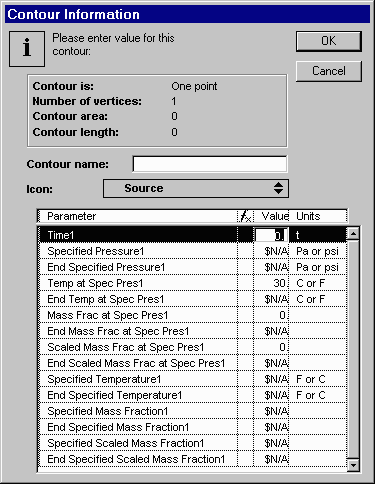 Contour Information
Please enter value for this
contour:
OK
Cancel
Contour is: One point
Number of vertices: 1
Contour area: 0
Contour length: 0
Contour name:
Icon: Source
Parameter fx Value Units
Time1 0 t
Specified Pressure1 $N/A Pa or psi
End Specified Pressure1 $N/A Pa or psi
Temp at Spec Pres1 30 C or F
End Temp at Spec Pres1 $N/A C or F
Mass Frac at Spec Pres1 0
End Mass Frac at Spec Pres1 $N/A
Scaled Mass Frac at Spec Pres1 0
End Scaled Mass Frac at Spec Pres1 $N/A
Specified Temperature1 $N/A F or C
End Specified Temperature1 $N/A F or C
Specified Mass Fraction1 $N/A
End Specified Mass Fraction1 $N/A
Specified Scaled Mass Fraction1 $N/A
End Specified Scaled Mass Fraction1 $N/A